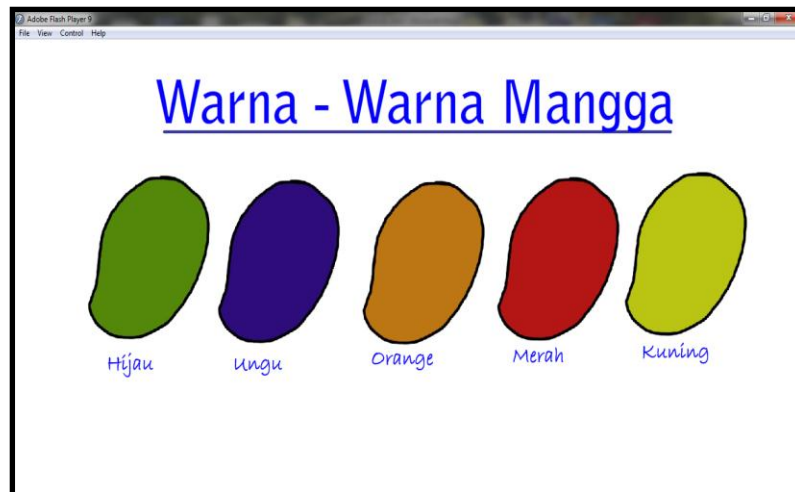 Adobe Flash Player 9
File View Control Help
Warna - Warna Mangga
Hijau Ungu Orange Merah Kuning